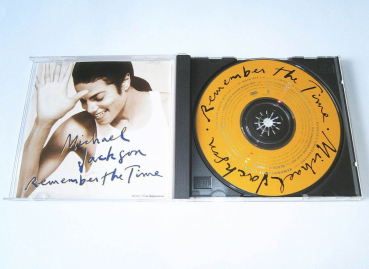 Michael
Jackson
Remember the Time
Remember the Time · Michael Jackson ·